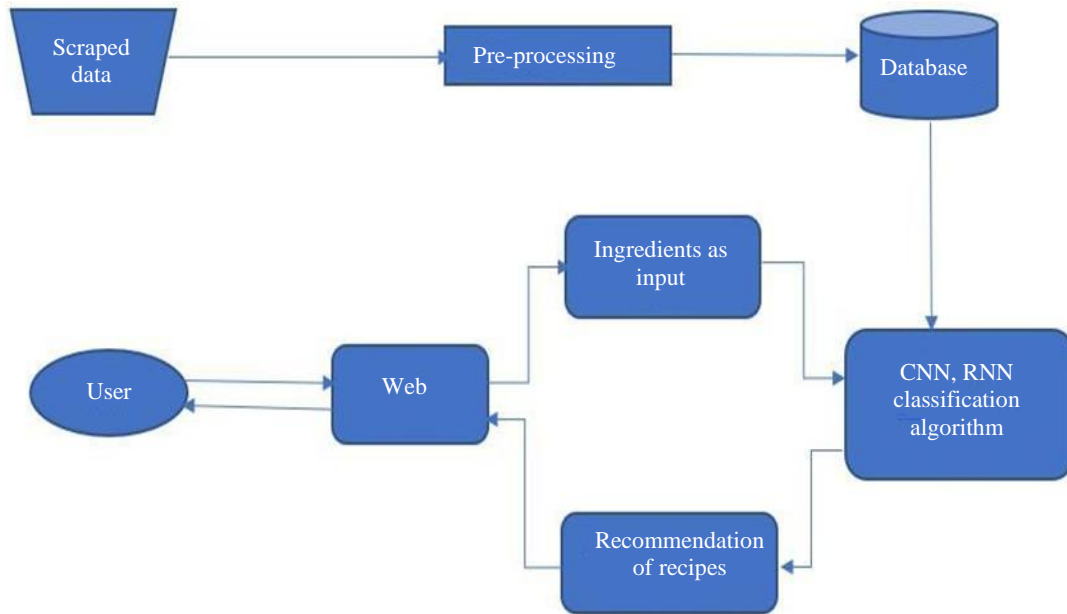 Scraped
data
Pre-processing
Database
Ingredients as
input
User
Web
CNN, RNN
classification
algorithm
Recommendation
of recipes